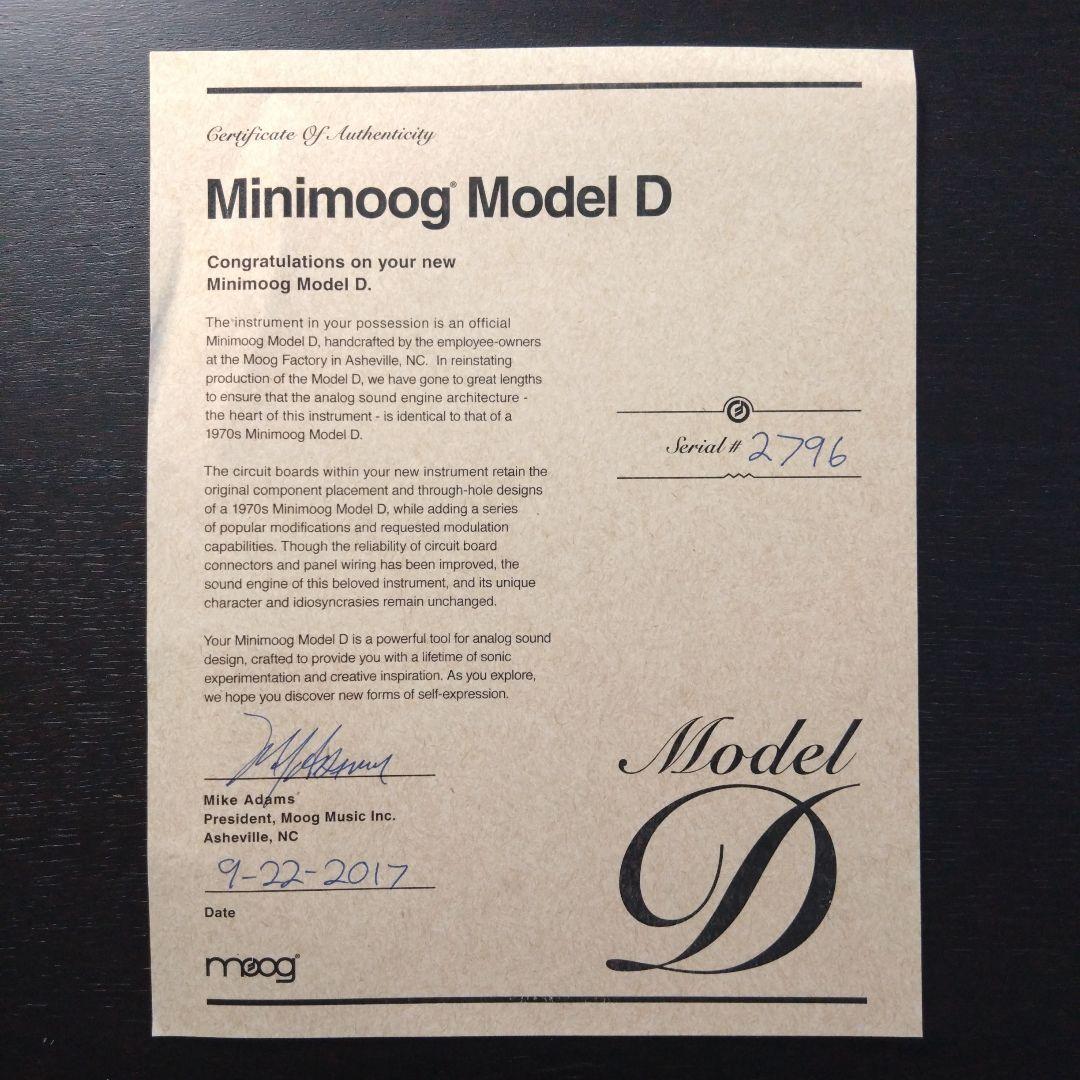 Certificate Of Authenticity
Minimoog® Model D
Congratulations on your new
Minimoog Model D.
The instrument in your possession is an official
Minimoog Model D, handcrafted by the employee-owners
at the Moog Factory in Asheville, NC.  In reinstating
production of the Model D, we have gone to great lengths
to ensure that the analog sound engine architecture -
the heart of this instrument - is identical to that of a
1970s Minimoog Model D.
Serial # 2796
The circuit boards within your new instrument retain the
original component placement and through-hole designs
of a 1970s Minimoog Model D, while adding a series
of popular modifications and requested modulation
capabilities. Though the reliability of circuit board
connectors and panel wiring has been improved, the
sound engine of this beloved instrument, and its unique
character and idiosyncrasies remain unchanged.
Your Minimoog Model D is a powerful tool for analog sound
design, crafted to provide you with a lifetime of sonic
experimentation and creative inspiration. As you explore,
we hope you discover new forms of self-expression.
Mike Adams
President, Moog Music Inc.
Asheville, NC
9-22-2017
Date
moog®
Model
D